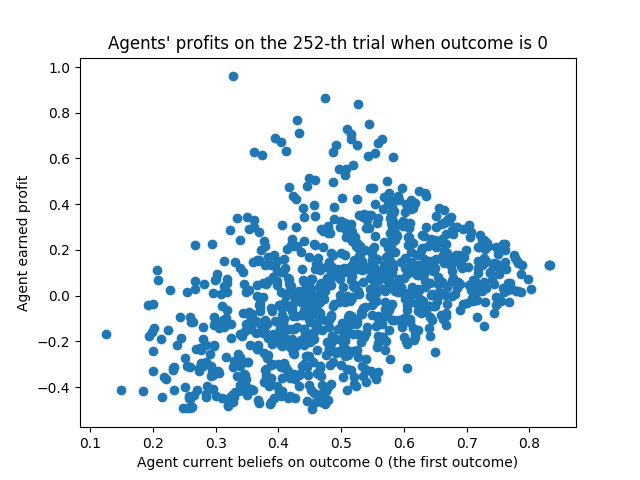 Agents' profits on the 252-th trial when outcome is 0
1.0
0.8
0.6
0.4
0.2
0.0
−0.2
−0.4
Agent earned profit
0.1 0.2 0.3 0.4 0.5 0.6 0.7 0.8
Agent current beliefs on outcome 0 (the first outcome)